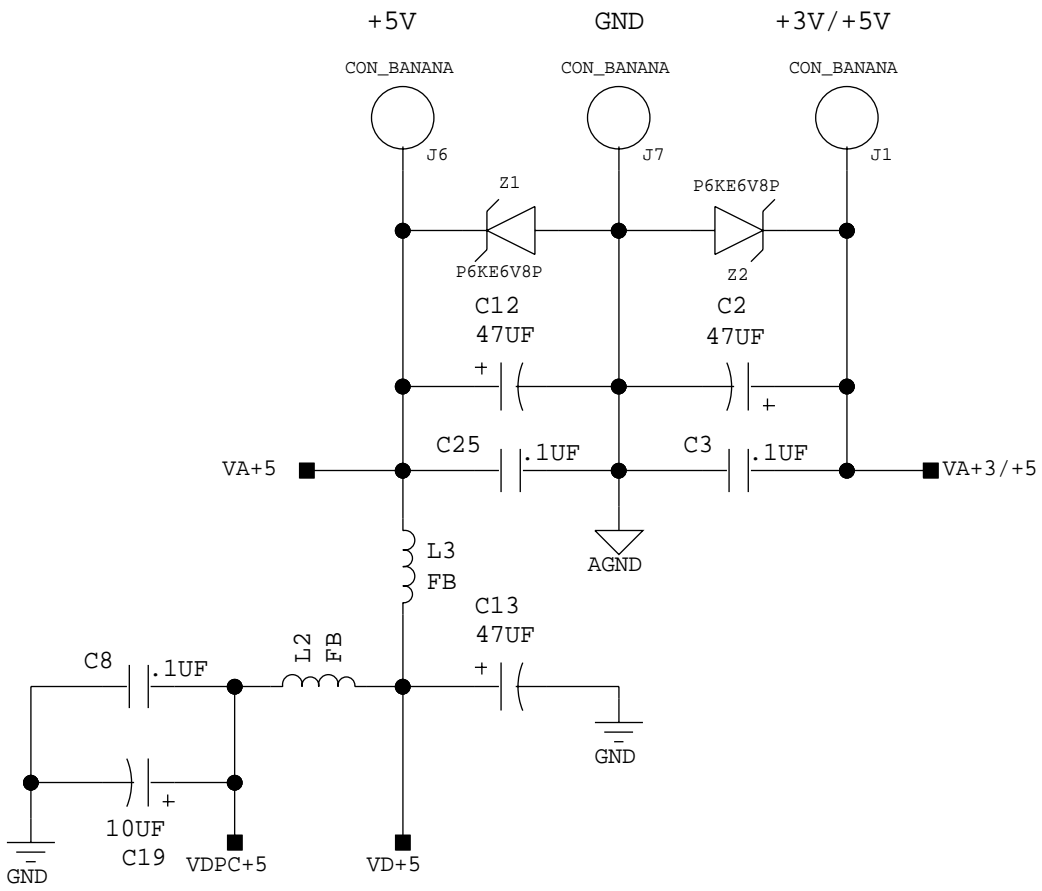 +5V GND +3V/+5V
CON_BANANA CON_BANANA CON_BANANA
J6 J7 J1
Z1 P6KE6V8P
P6KE6V8P Z2
C12 C2
47UF 47UF
+ +
C25 .1UF C3 .1UF
VA+5 VA+3/+5
L3
FB
AGND
C13
47UF
L2
FB
C8 .1UF +
GND
+
10UF
C19
VDPC+5 VD+5
GND